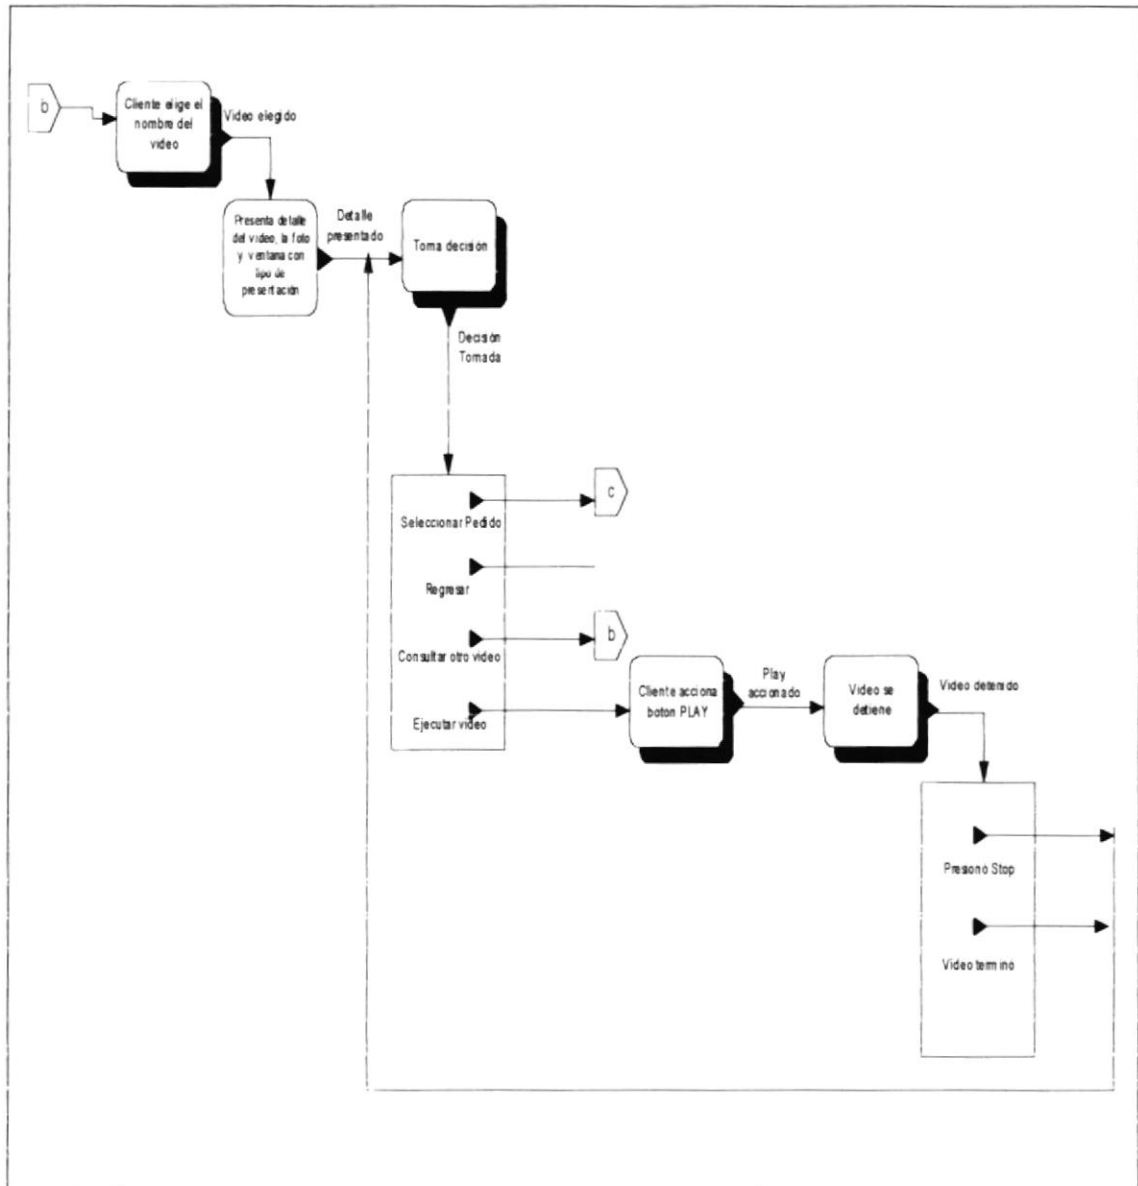 b
Cliente elige el
nombre del
video
Video elegido
Presenta detalle
del video, la foto
y ventana con
tipo de
presentación
Detalle
presentado
Toma decisión
Decisión
Tomada
c
Seleccionar Pedido
Regresar
b
Consultar otro video
Ejecutar video
Cliente acciona
boton PLAY
Play
accionado
Video se
detiene
Video detenido
Presionó Stop
Video terminó